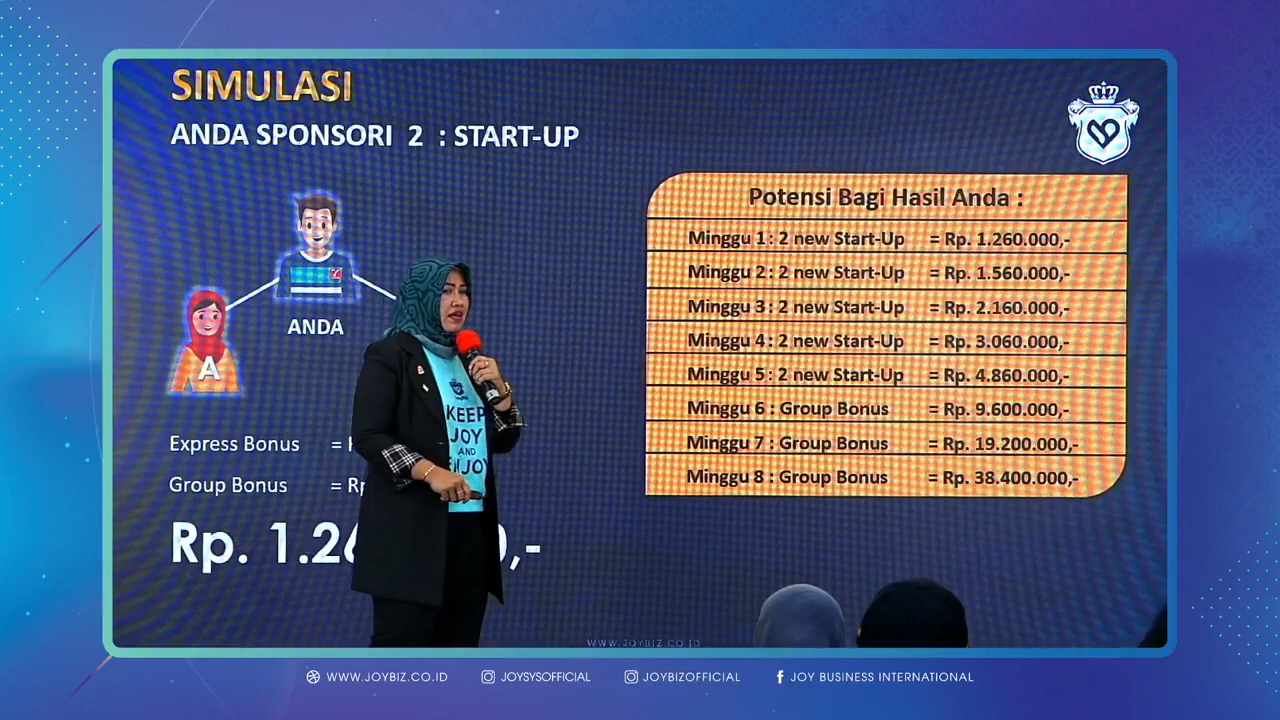 SIMULASI
ANDA SPONSORI 2 : START-UP
ANDA
A
Express Bonus =
Group Bonus = Rp
Rp. 1.26 ,-
Potensi Bagi Hasil Anda :
Minggu 1 : 2 new Start-Up = Rp. 1.260.000,-
Minggu 2 : 2 new Start-Up = Rp. 1.560.000,-
Minggu 3 : 2 new Start-Up = Rp. 2.160.000,-
Minggu 4 : 2 new Start-Up = Rp. 3.060.000,-
Minggu 5 : 2 new Start-Up = Rp. 4.860.000,-
Minggu 6 : Group Bonus = Rp. 9.600.000,-
Minggu 7 : Group Bonus = Rp. 19.200.000,-
Minggu 8 : Group Bonus = Rp. 38.400.000,-
KEEP
JOY
AND
ENJOY
WWW.JOYBIZ.CO.ID
WWW.JOYBIZ.CO.ID JOYSYSOFFICIAL JOYBIZOFFICIAL JOY BUSINESS INTERNATIONAL